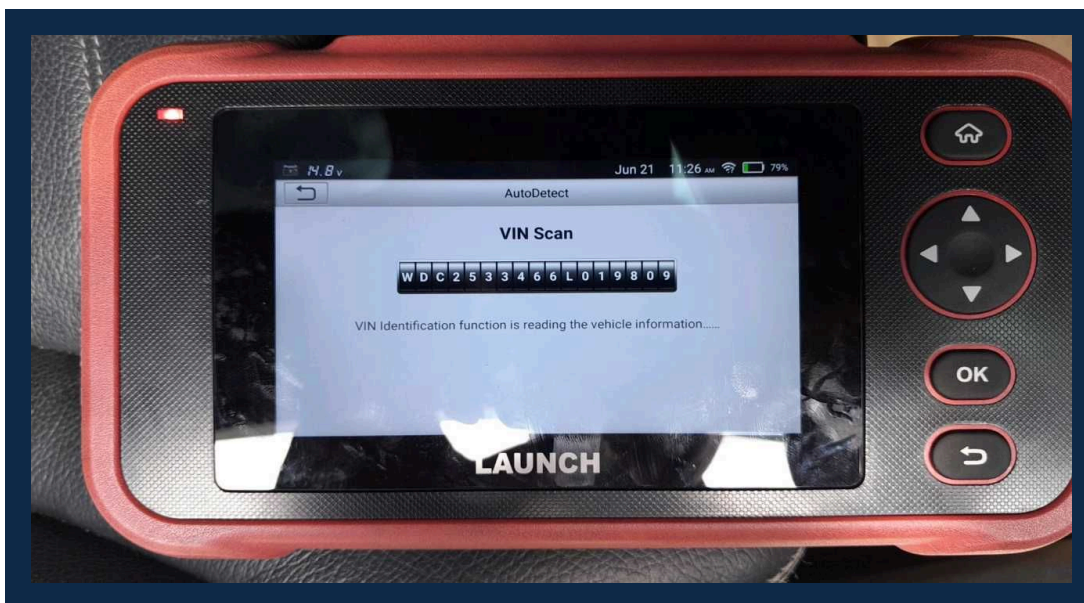 14.8 v Jun 21 11:26 AM 79%
AutoDetect
VIN Scan
WDC2533466L019809
VIN Identification function is reading the vehicle information......
OK
LAUNCH